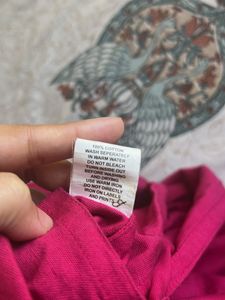 100% COTTON
WASH SEPERATELY
IN WARM WATER
DO NOT BLEACH
TURN INSIDE OUT
BEFORE WASHING
AND DRYING
USE WARM IRON
DO NOT DIRECTLY
IRON ON LABELS
AND PRINT